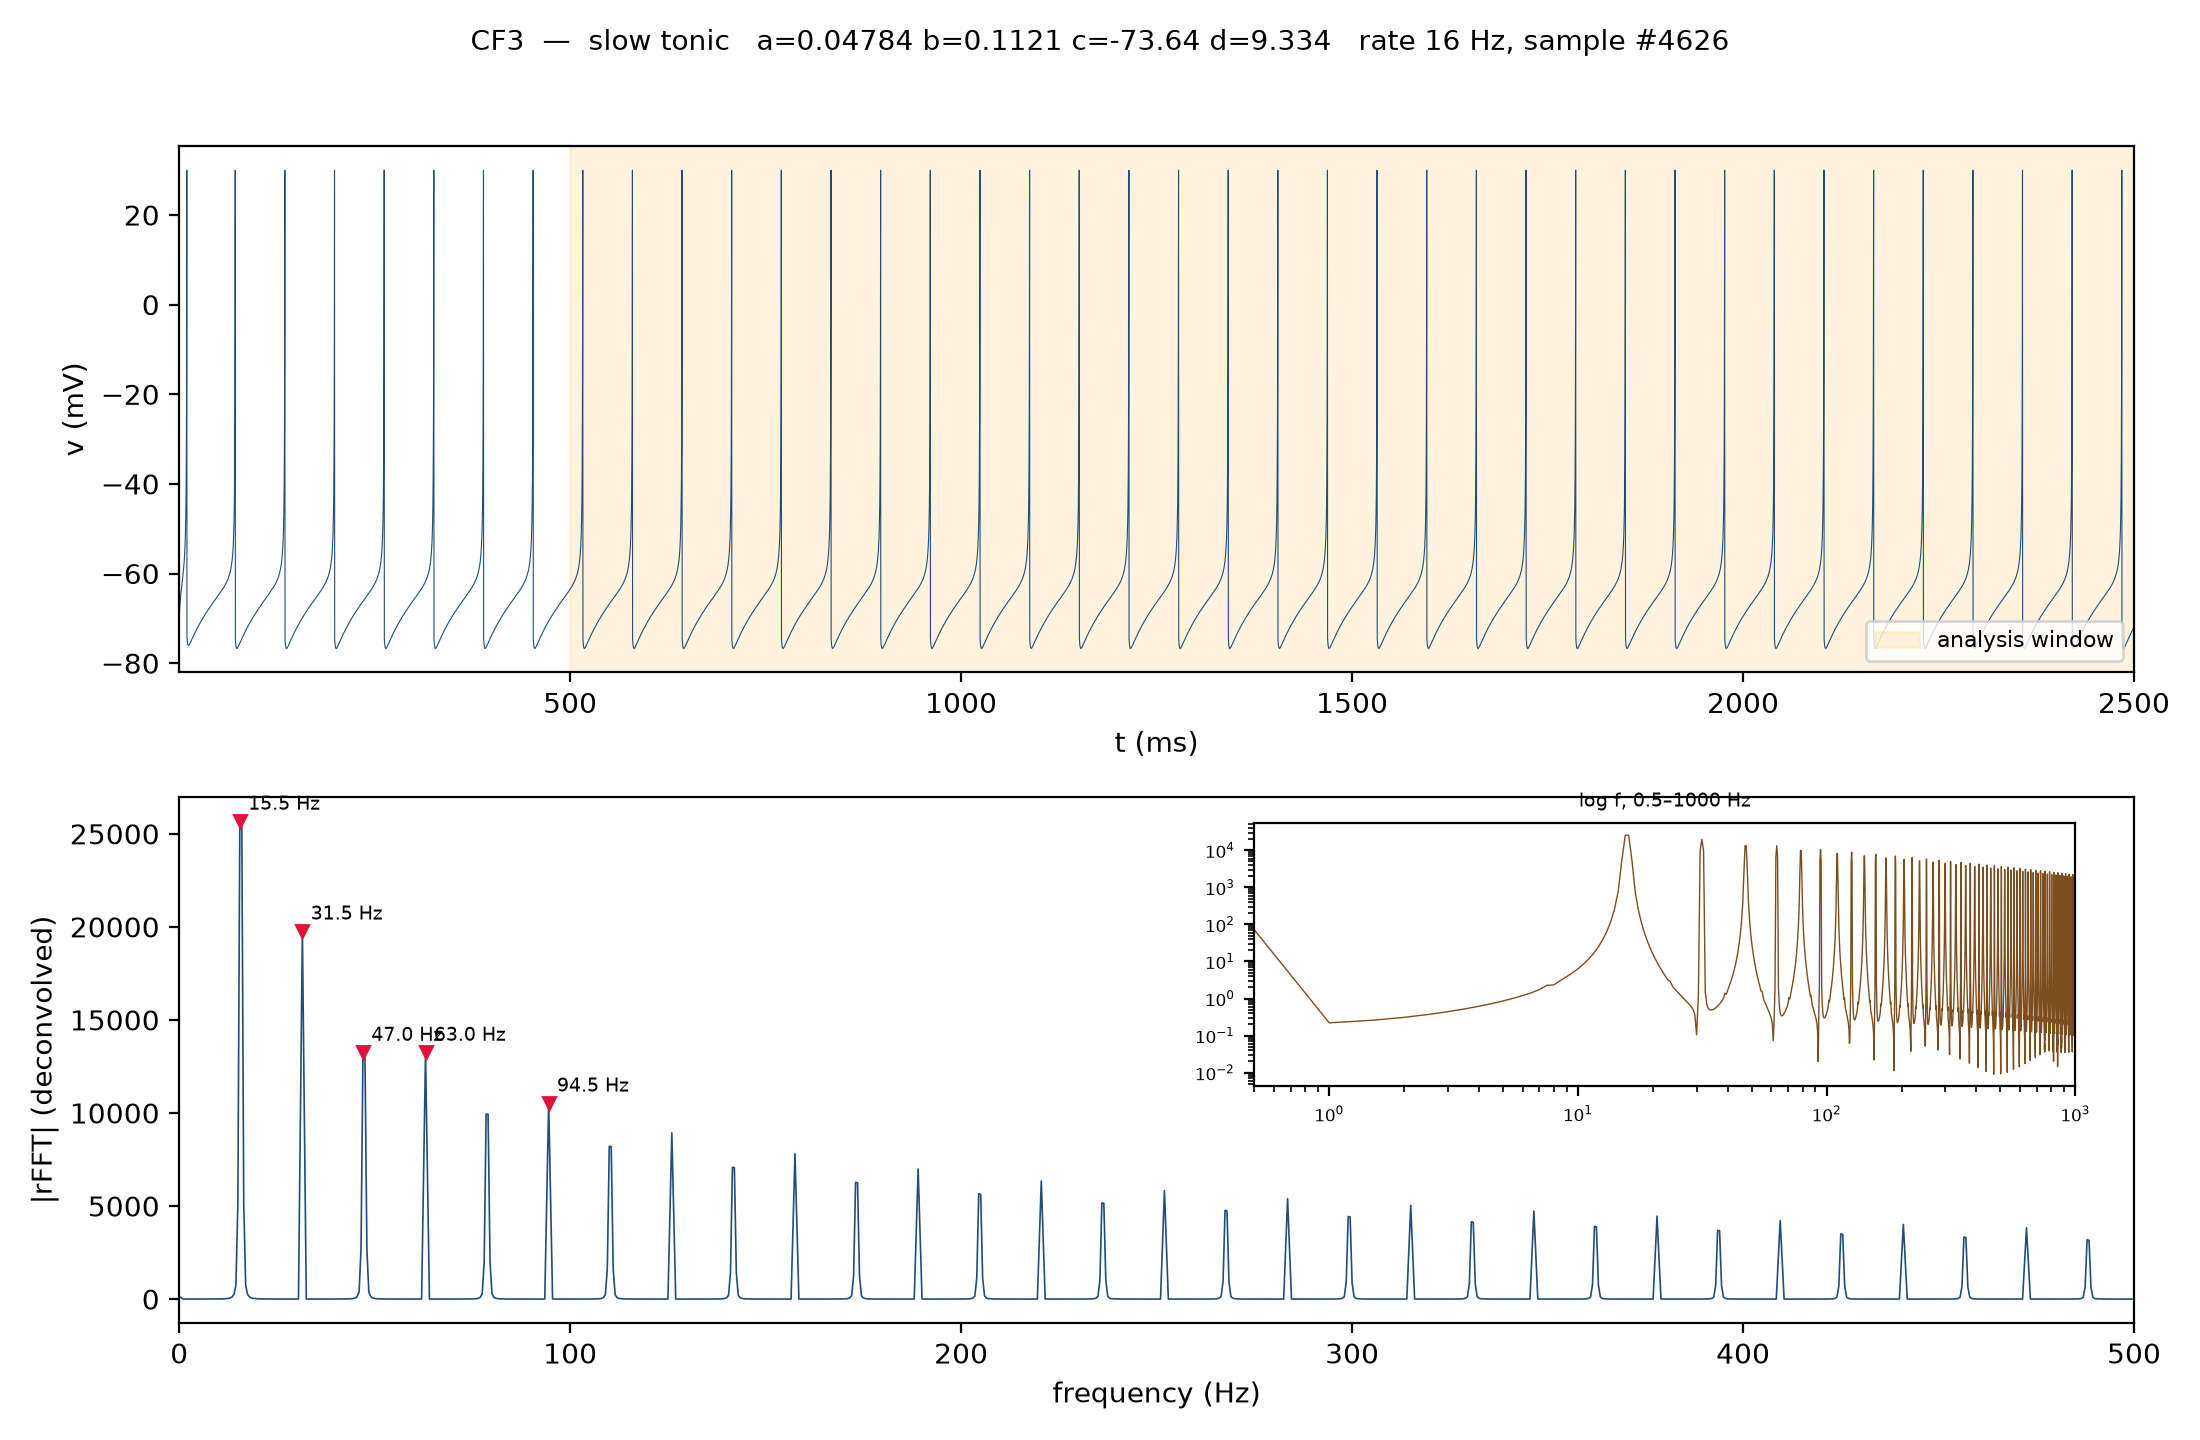 CF3 — slow tonic a=0.04784 b=0.1121 c=-73.64 d=9.334 rate 16 Hz, sample #4626
v (mV)
20
0
−20
−40
−60
−80
analysis window
500
1000
1500
2000
2500
t (ms)
|rFFT| (deconvolved)
25000
20000
15000
10000
5000
0
15.5 Hz
31.5 Hz
47.0 Hz
63.0 Hz
94.5 Hz
log f, 0.5–1000 Hz
10⁴
10³
10²
10¹
10⁰
10⁻¹
10⁻²
10⁰
10¹
10²
10³
0
100
200
300
400
500
frequency (Hz)